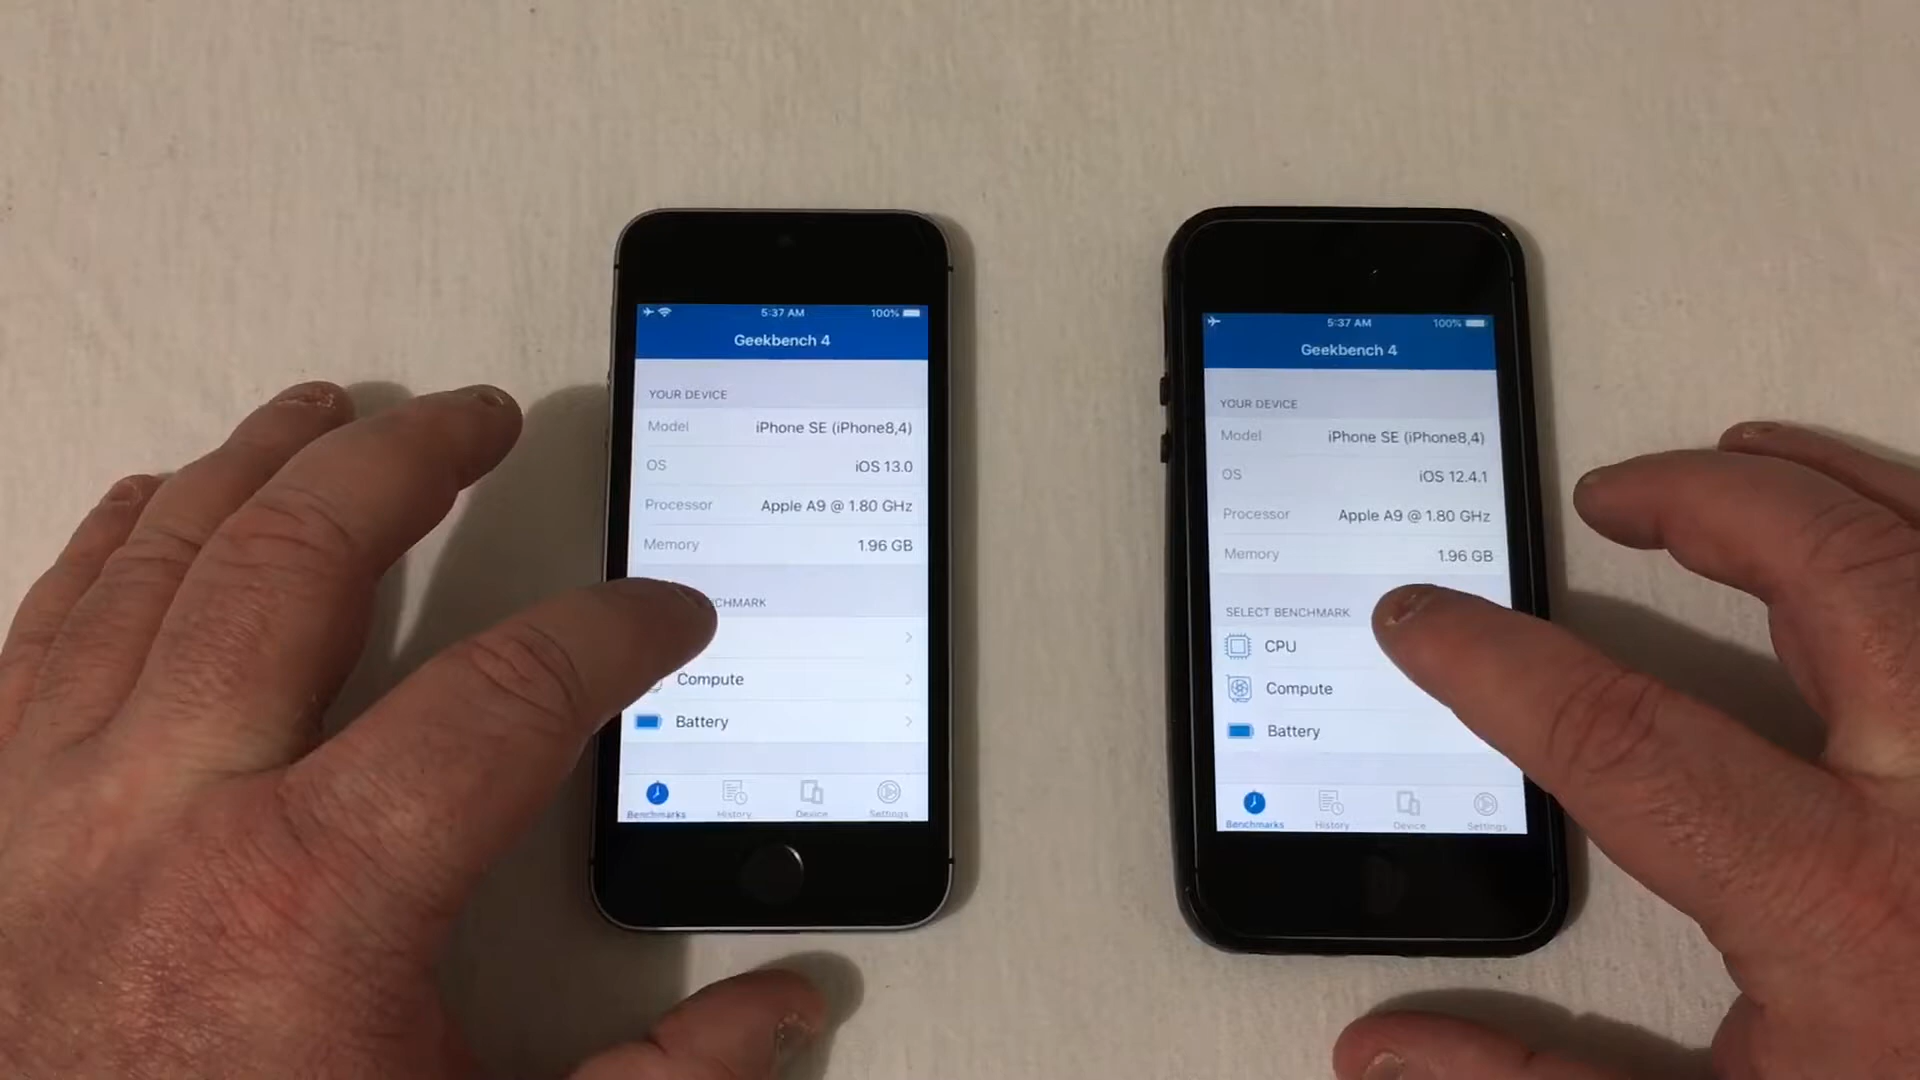 5:37 AM
100%
Geekbench 4
YOUR DEVICE
Model iPhone SE (iPhone8,4)
OS iOS 13.0
Processor Apple A9 @ 1.80 GHz
Memory 1.96 GB
Compute
Battery
Benchmarks History Device Settings
5:37 AM
100%
Geekbench 4
YOUR DEVICE
Model iPhone SE (iPhone8,4)
OS iOS 12.4.1
Processor Apple A9 @ 1.80 GHz
Memory 1.96 GB
SELECT BENCHMARK
CPU
Compute
Battery
Benchmarks History Device Settings